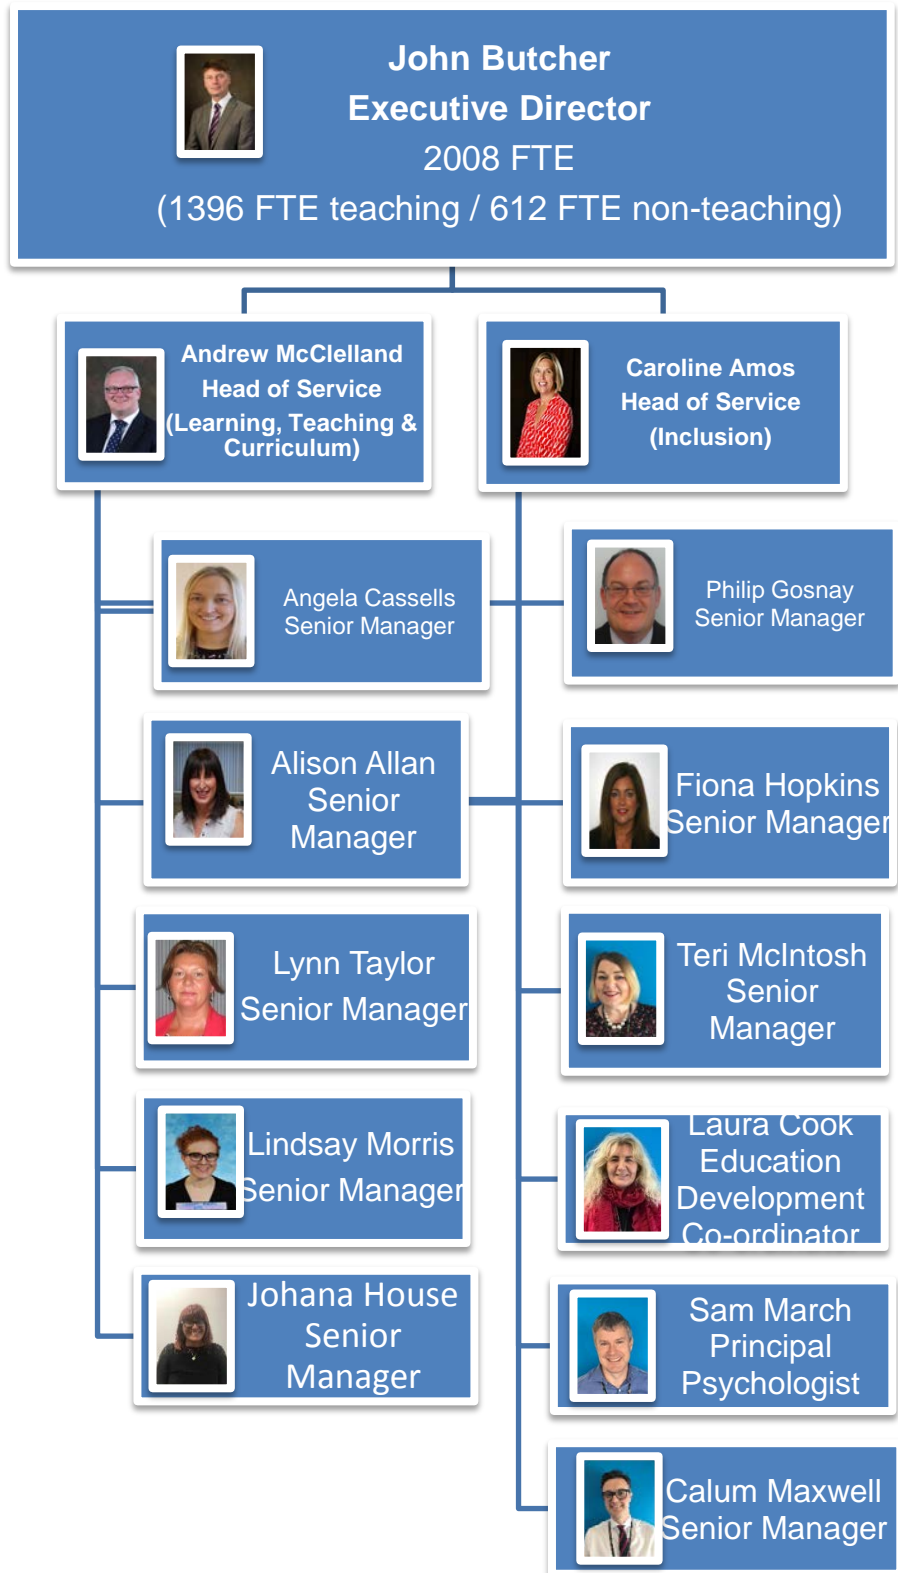 John Butcher
Executive Director
2008 FTE
(1396 FTE teaching / 612 FTE non-teaching)
Andrew McClelland
Head of Service
(Learning, Teaching &
Curriculum)
Caroline Amos
Head of Service
(Inclusion)
Angela Cassells
Senior Manager
Philip Gosnay
Senior Manager
Alison Allan
Senior
Manager
Fiona Hopkins
Senior Manager
Lynn Taylor
Senior Manager
Teri McIntosh
Senior
Manager
Lindsay Morris
Senior Manager
Laura Cook
Education
Development
Co-ordinator
Johana House
Senior
Manager
Sam March
Principal
Psychologist
Calum Maxwell
Senior Manager